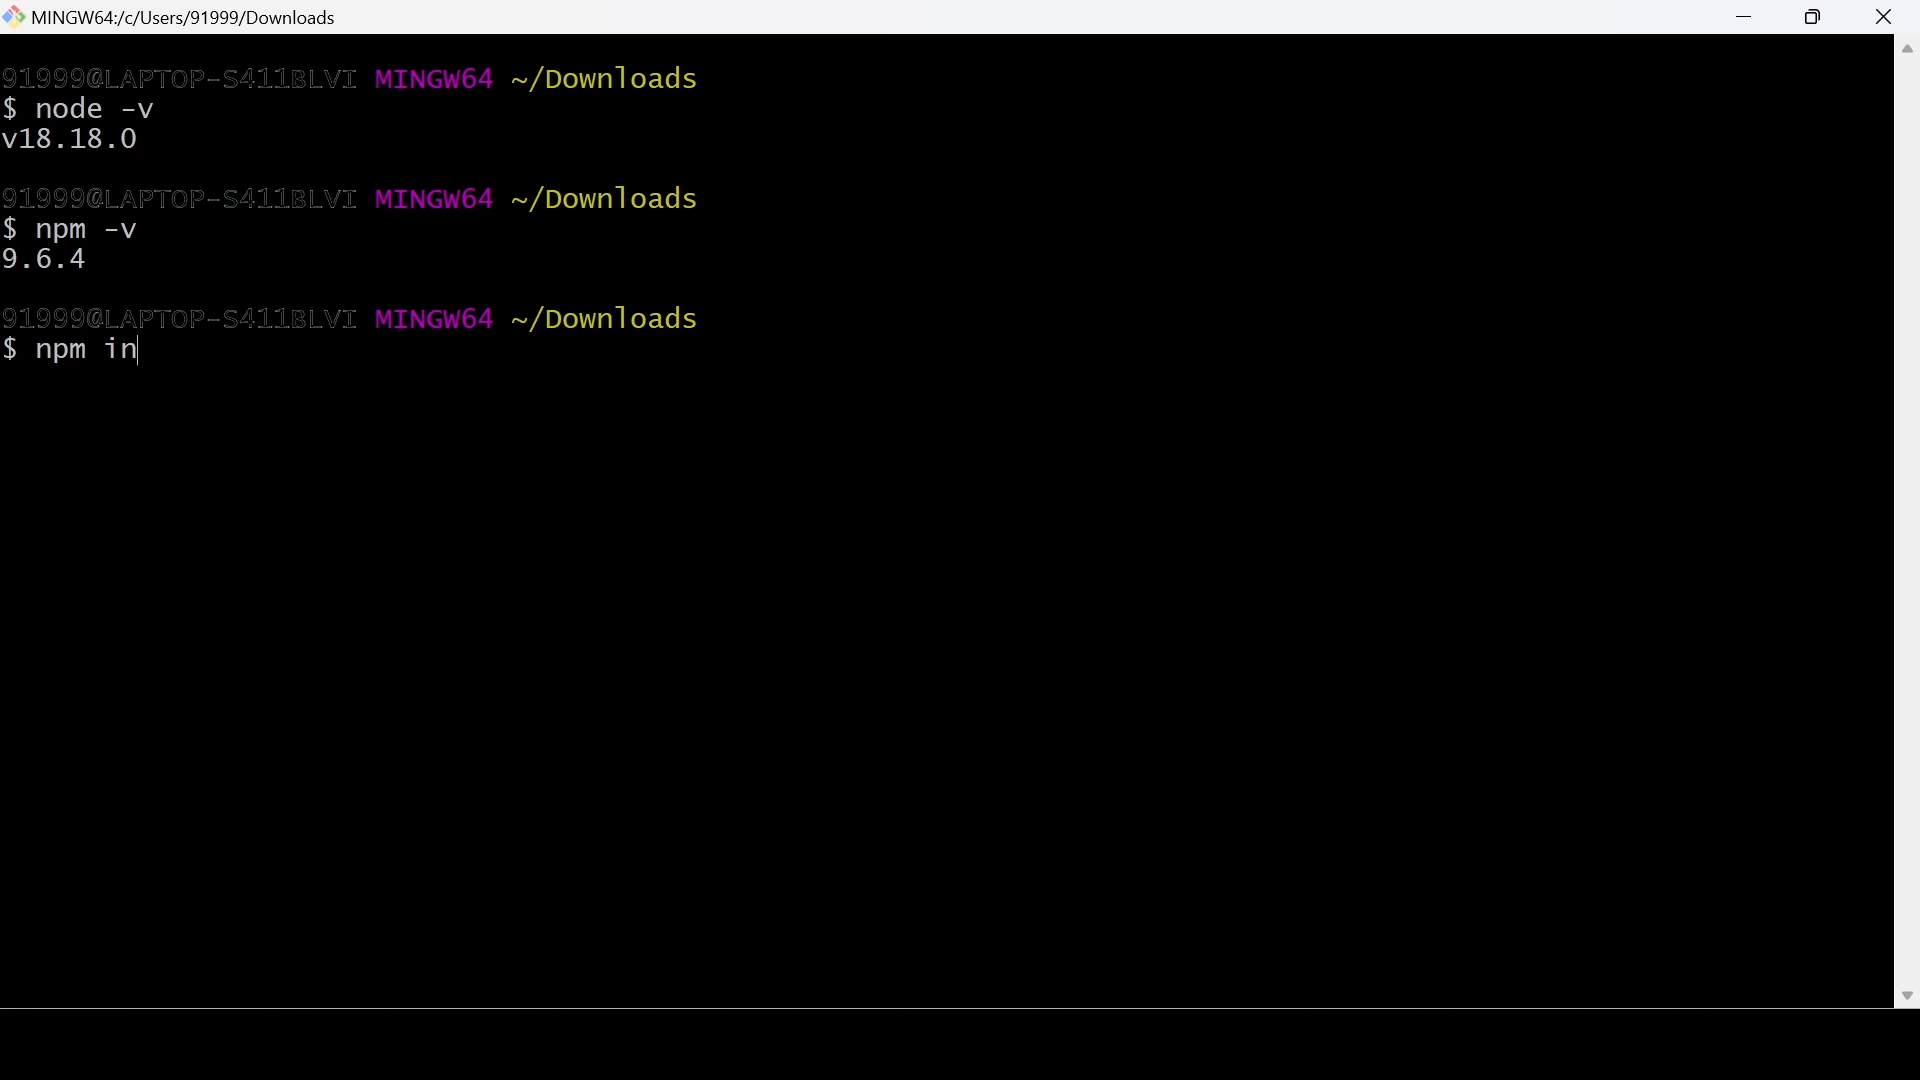 MINGW64:/c/Users/91999/Downloads
91999@LAPTOP-S411BLVI MINGW64 ~/Downloads
$ node -v
v18.18.0
91999@LAPTOP-S411BLVI MINGW64 ~/Downloads
$ npm -v
9.6.4
91999@LAPTOP-S411BLVI MINGW64 ~/Downloads
$ npm in